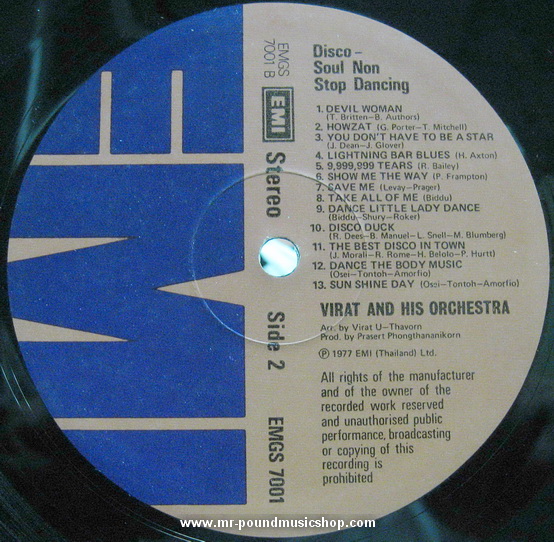 EMGS
7001 B
EMI
Stereo
Side 2
EMGS 7001
Disco –
Soul Non
Stop Dancing
1. DEVIL WOMAN
(T. Britten–B. Authors)
2. HOWZAT (G. Porter–T. Mitchell)
3. YOU DON'T HAVE TO BE A STAR
(J. Dean–J. Glover)
4. LIGHTNING BAR BLUES (H. Axton)
5. 9,999,999 TEARS (R. Bailey)
6. SHOW ME THE WAY (P. Frampton)
7. SAVE ME (Levay–Prager)
8. TAKE ALL OF ME (Biddu)
9. DANCE LITTLE LADY DANCE
(Biddu–Shury–Roker)
10. DISCO DUCK
(R. Dees–B. Manuel–L. Snell–M. Blumberg)
11. THE BEST DISCO IN TOWN
(J. Morali–R. Rome–H. Belolo–P. Hurtt)
12. DANCE THE BODY MUSIC
(Osei–Tontoh–Amorfio)
13. SUN SHINE DAY (Osei–Tontoh–Amorfio)
VIRAT AND HIS ORCHESTRA
Arr. by Virat U–Thavorn
Prod. by Prasert Phongthananikorn
℗ 1977 EMI (Thailand) Ltd.
All rights of the manufacturer
and of the owner of the
recorded work reserved
and unauthorised public
performance, broadcasting
or copying of this
recording is
prohibited
EMI
www.mr-poundmusicshop.com